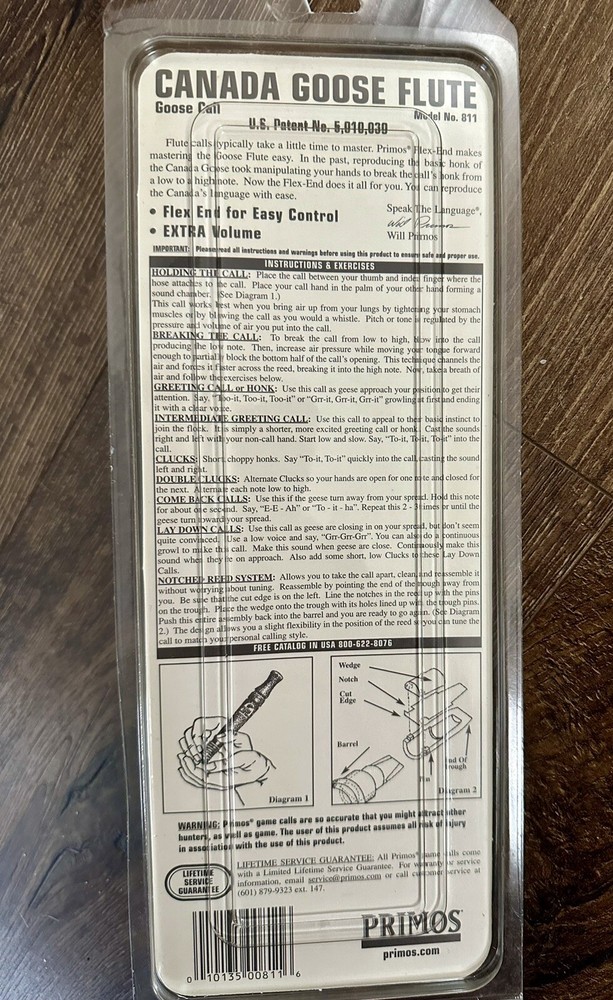 CANADA GOOSE FLUTE
Goose Call
Model No. 811
U.S. Patent No. 5,910,039
Flute calls typically take a little time to master. Primos® Flex-End makes
mastering the Goose Flute easy. In the past, reproducing the basic honk of
the Canada Goose took manipulating your hands to break the call's honk from
a low to a high note. Now the Flex-End does it all for you. You can reproduce
the Canada's language with ease.
• Flex End for Easy Control
• EXTRA Volume
Speak The Language®,
Will Primos
Will Primos
IMPORTANT: Please read all instructions and warnings before using this product to ensure safe and proper use.
INSTRUCTIONS & EXERCISES
HOLDING THE CALL: Place the call between your thumb and index finger where the
hose attaches to the call. Place your call hand in the palm of your other hand forming a
sound chamber. (See Diagram 1.)
This call works best when you bring air up from your lungs by tightening your stomach
muscles or by blowing the call as you would a whistle. Pitch or tone is regulated by the
pressure and volume of air you put into the call.
BREAKING THE CALL: To break the call from low to high, blow into the call
producing the low note. Then, increase air pressure while moving your tongue forward
enough to partially block the bottom half of the call's opening. This technique channels the
air and forces it faster across the reed, breaking it into the high note. Now, take a breath of
air and follow the exercises below.
GREETING CALL or HONK: Use this call as geese approach your position to get their
attention. Say, "Too-it, Too-it, Too-it" or "Grr-it, Grr-it, Grr-it" growling at first and ending
it with a clear voice.
INTERMEDIATE GREETING CALL: Use this call to appeal to their basic instinct to
join the flock. It is simply a shorter, more excited greeting call or honk. Cast the sounds
right and left with your non-call hand. Start low and slow. Say, "To-it, To-it, To-it" into the
call.
CLUCKS: Short, choppy honks. Say "To-it, To-it" quickly into the call, casting the sound
left and right.
DOUBLE CLUCKS: Alternate Clucks so your hands are open for one note and closed for
the next. Alternate each note low to high.
COME BACK CALLS: Use this if the geese turn away from your spread. Hold this note
for about one second. Say, "E-E - Ah" or "To - it - ha". Repeat this 2 - 3 times or until the
geese turn toward your spread.
LAY DOWN CALLS: Use this call as geese are closing in on your spread, but don't seem
quite convinced. Use a low voice and say, "Grr-Grr-Grr". You can also do a continuous
growl to make this call. Make this sound when geese are close. Continuously make this
sound when they're on approach. Also add some short, low Clucks to these Lay Down
Calls.
NOTCHED REED SYSTEM: Allows you to take the call apart, clean, and reassemble it
without worrying about tuning. Reassemble by pointing the end of the trough away from
you. Be sure that the cut edge is on the left. Line the notches in the reed up with the pins
on the trough. Place the wedge onto the trough with its holes lined up with the trough pins.
Push this entire assembly back into the barrel and you are ready to go again. (See Diagram
2.) The design allows you a slight flexibility in the position of the reed so you can tune the
call to match your personal calling style.
FREE CATALOG IN USA 800-622-8076
Diagram 1
Wedge
Notch
Cut
Edge
Barrel
Pin
End Of
Trough
Diagram 2
WARNING: Primos® game calls are so accurate that you might attract other
hunters, as well as game. The user of this product assumes all risk of injury
in association with the use of this product.
LIFETIME
SERVICE
GUARANTEE
LIFETIME SERVICE GUARANTEE: All Primos® game calls come
with a Limited Lifetime Service Guarantee. For warranty or service
information, email service@primos.com or call customer service at
(601) 879-9323 ext. 147.
0 10135 00811 6
PRIMOS®
primos.com